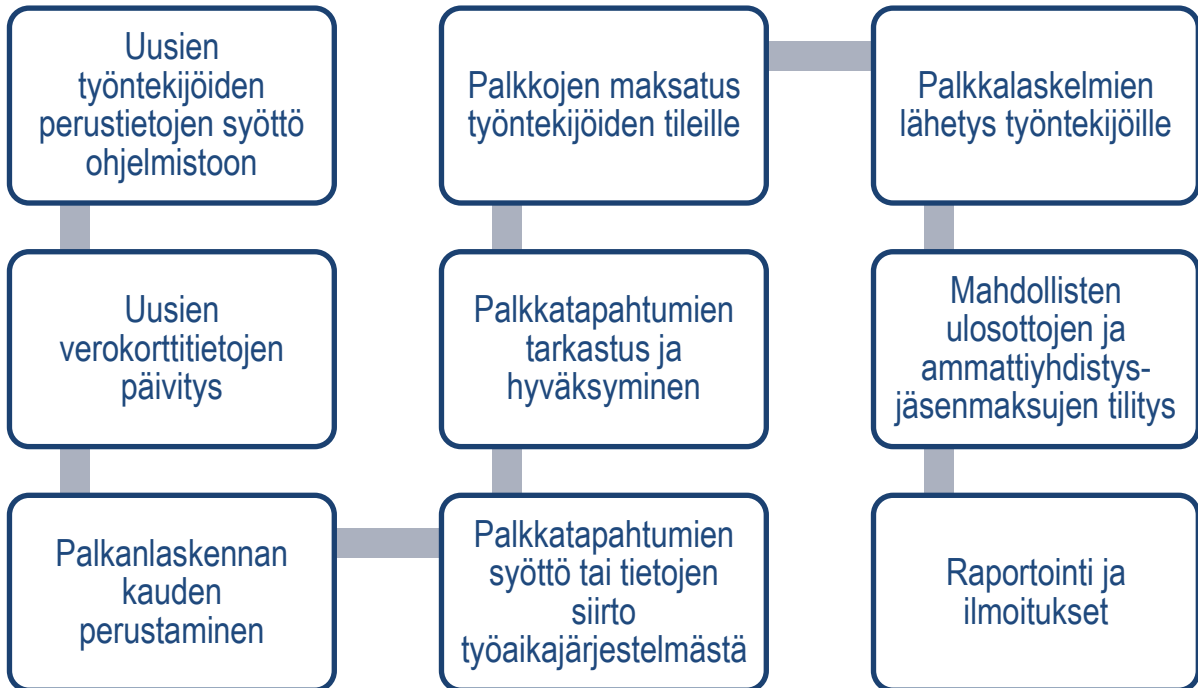 Uusien
työntekijöiden
perustietojen syöttö
ohjelmistoon
Uusien
verokorttitietojen
päivitys
Palkanlaskennan
kauden
perustaminen
Palkkatapahtumien
syöttö tai tietojen
siirto
työaikajärjestelmästä
Palkkatapahtumien
tarkastus ja
hyväksyminen
Palkkojen maksatus
työntekijöiden tileille
Palkkalaskelmien
lähetys työntekijöille
Mahdollisten
ulosottojen ja
ammattiyhdistys-
jäsenmaksujen tilitys
Raportointi ja
ilmoitukset